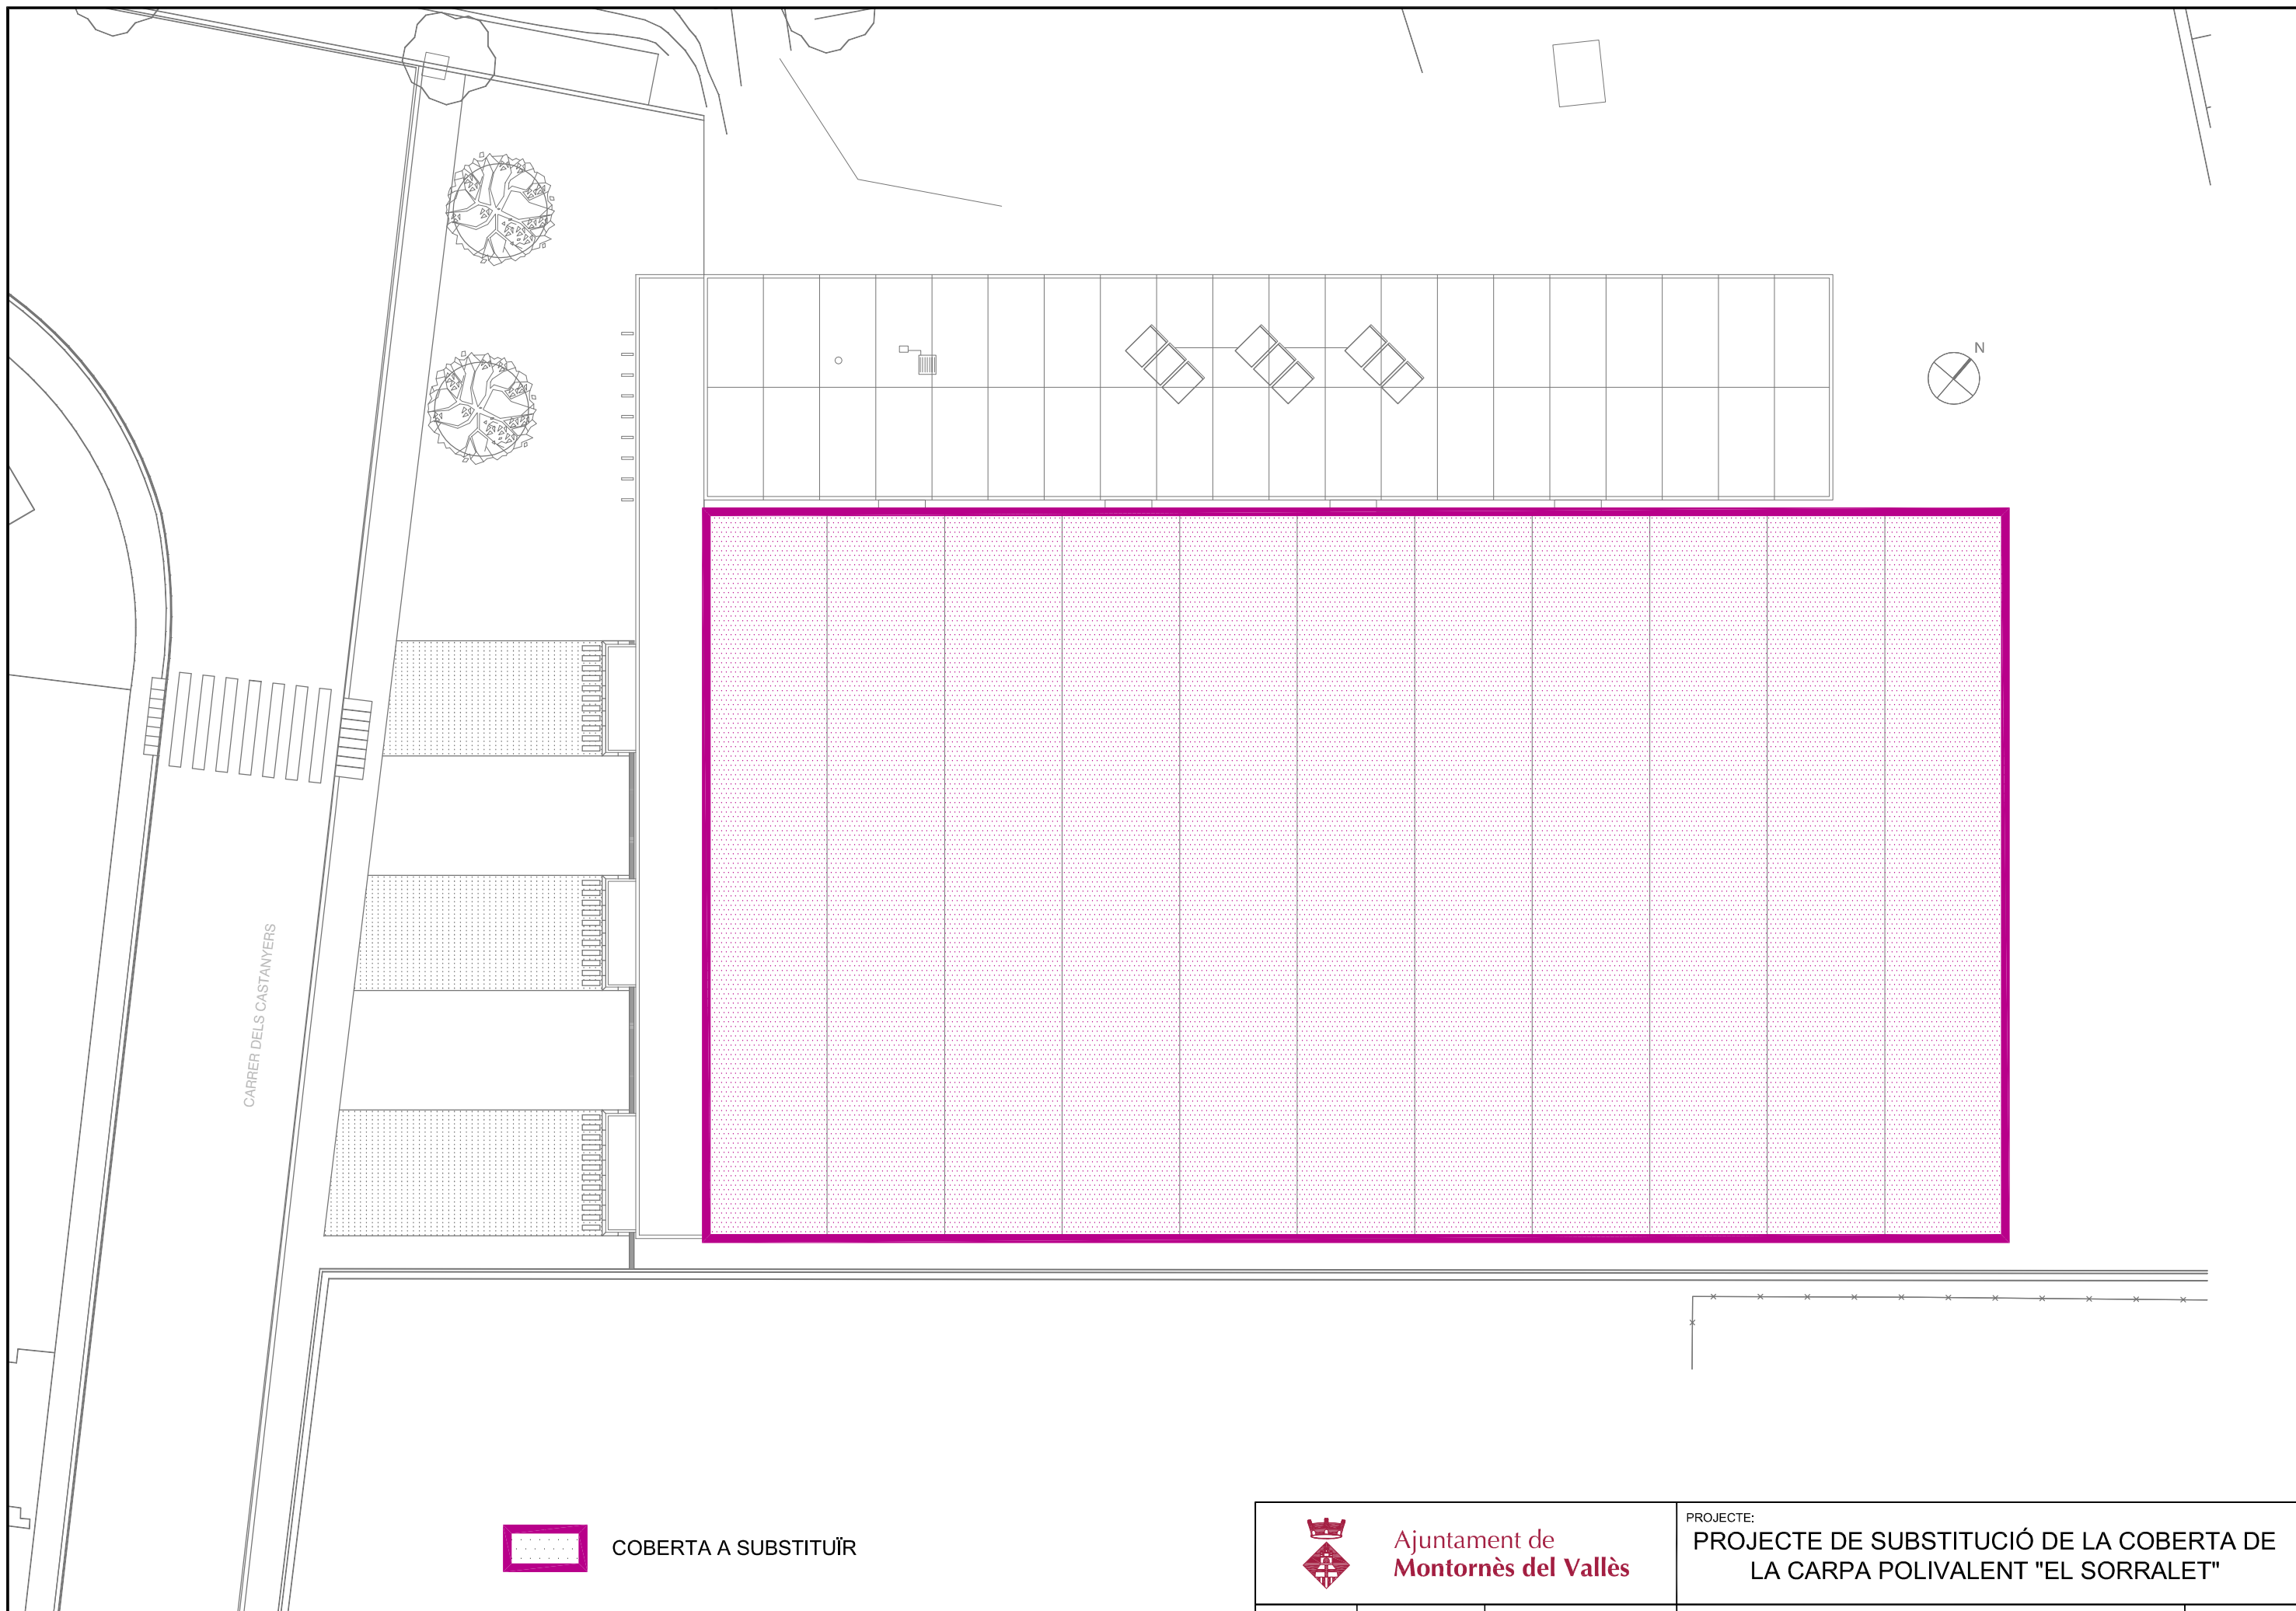 N
CARRER DELS CASTANYERS
COBERTA A SUBSTITUÏR
Ajuntament de
Montornès del Vallès
PROJECTE:
PROJECTE DE SUBSTITUCIÓ DE LA COBERTA DE
LA CARPA POLIVALENT "EL SORRALET"